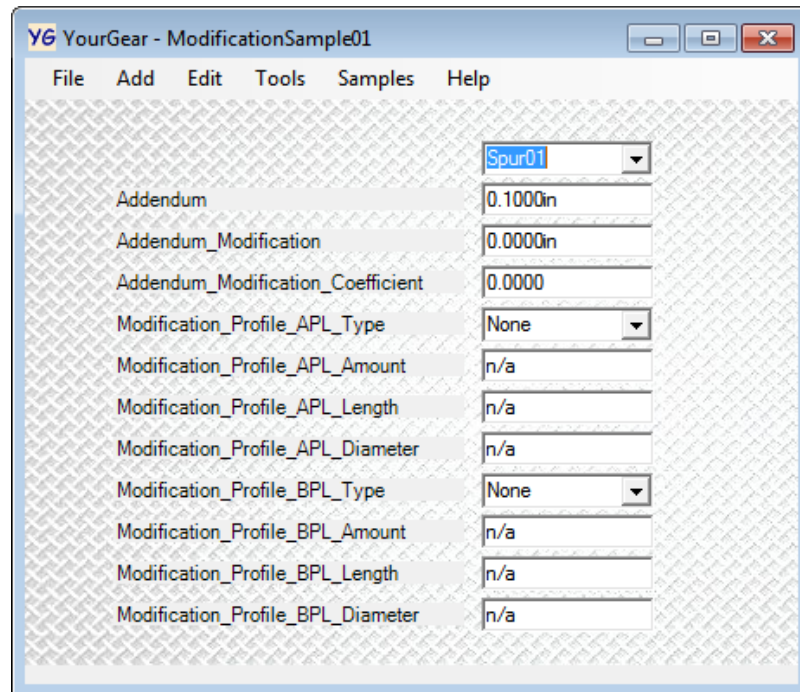 YG YourGear - ModificationSample01
File Add Edit Tools Samples Help
Spur01
Addendum 0.1000in
Addendum_Modification 0.0000in
Addendum_Modification_Coefficient 0.0000
Modification_Profile_APL_Type None
Modification_Profile_APL_Amount n/a
Modification_Profile_APL_Length n/a
Modification_Profile_APL_Diameter n/a
Modification_Profile_BPL_Type None
Modification_Profile_BPL_Amount n/a
Modification_Profile_BPL_Length n/a
Modification_Profile_BPL_Diameter n/a